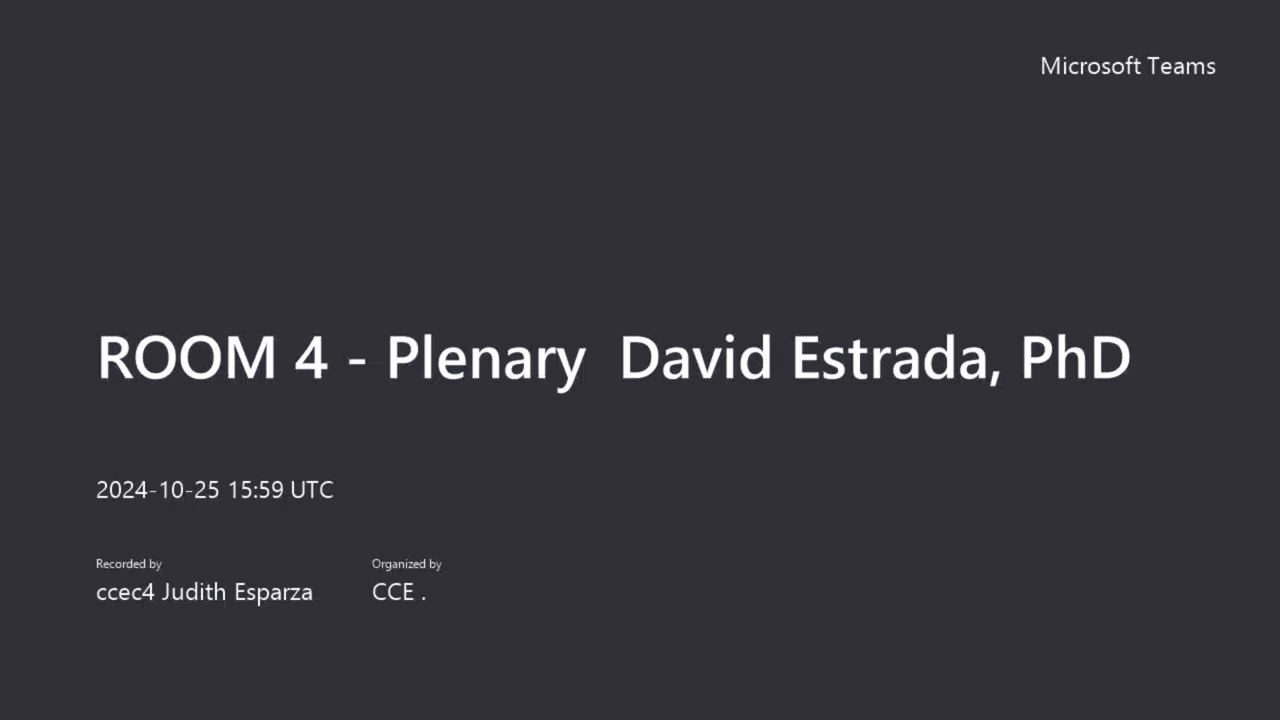 Microsoft Teams
ROOM 4 - Plenary  David Estrada, PhD
2024-10-25 15:59 UTC
Recorded by
ccec4 Judith Esparza
Organized by
CCE .